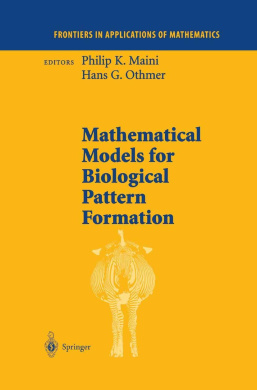 FRONTIERS IN APPLICATIONS OF MATHEMATICS
EDITORS Philip K. Maini
Hans G. Othmer
Mathematical
Models for
Biological
Pattern
Formation
Springer